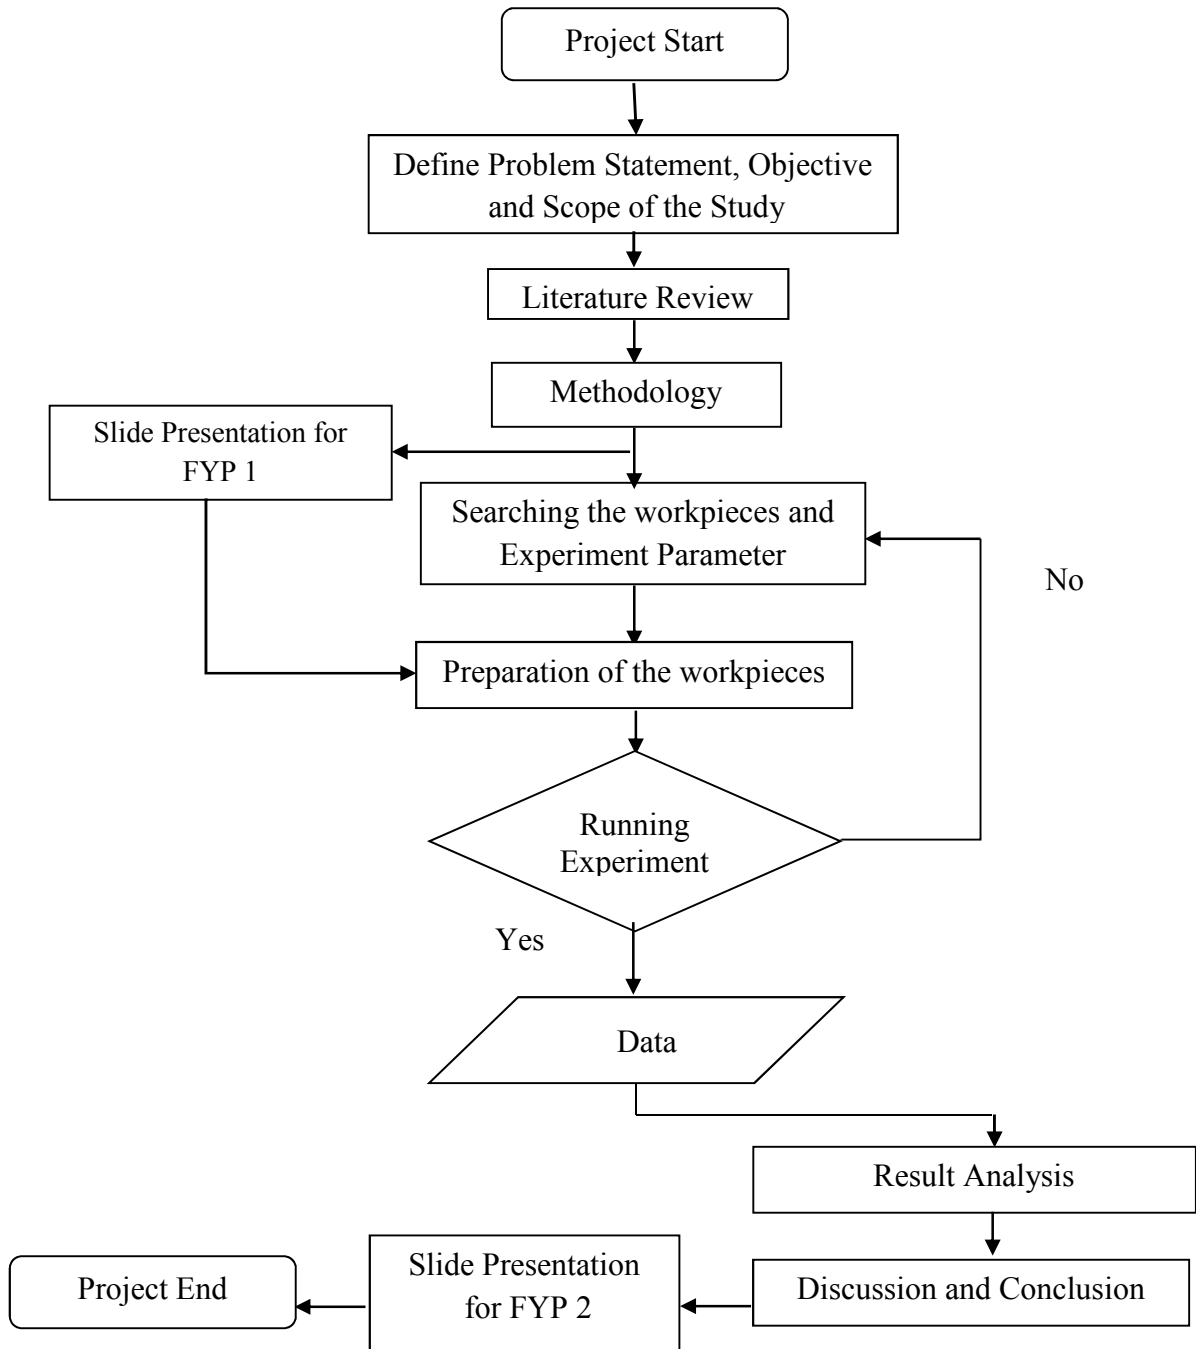 Project Start
Define Problem Statement, Objective
and Scope of the Study
Literature Review
Methodology
Slide Presentation for
FYP 1
Searching the workpieces and
Experiment Parameter
No
Preparation of the workpieces
Running
Experiment
Yes
Data
Result Analysis
Discussion and Conclusion
Slide Presentation
for FYP 2
Project End